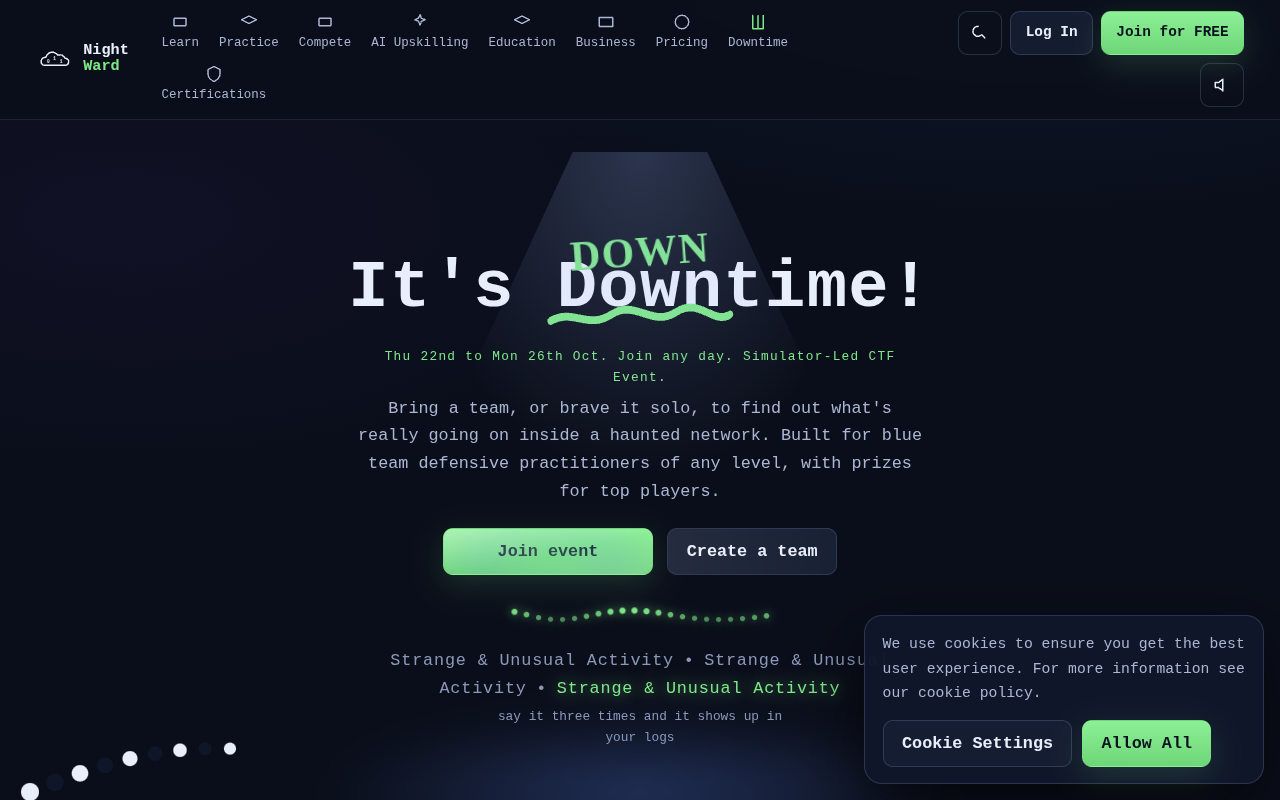 Night
Ward
Learn
Practice
Compete
AI Upskilling
Education
Business
Pricing
Downtime
Certifications
Log In
Join for FREE
DOWN
It's Downtime!
Thu 22nd to Mon 26th Oct. Join any day. Simulator-Led CTF
Event.
Bring a team, or brave it solo, to find out what's
really going on inside a haunted network. Built for blue
team defensive practitioners of any level, with prizes
for top players.
Join event
Create a team
Strange & Unusual Activity • Strange & Unusu
Activity • Strange & Unusual Activity
say it three times and it shows up in
your logs
We use cookies to ensure you get the best
user experience. For more information see
our cookie policy.
Cookie Settings
Allow All